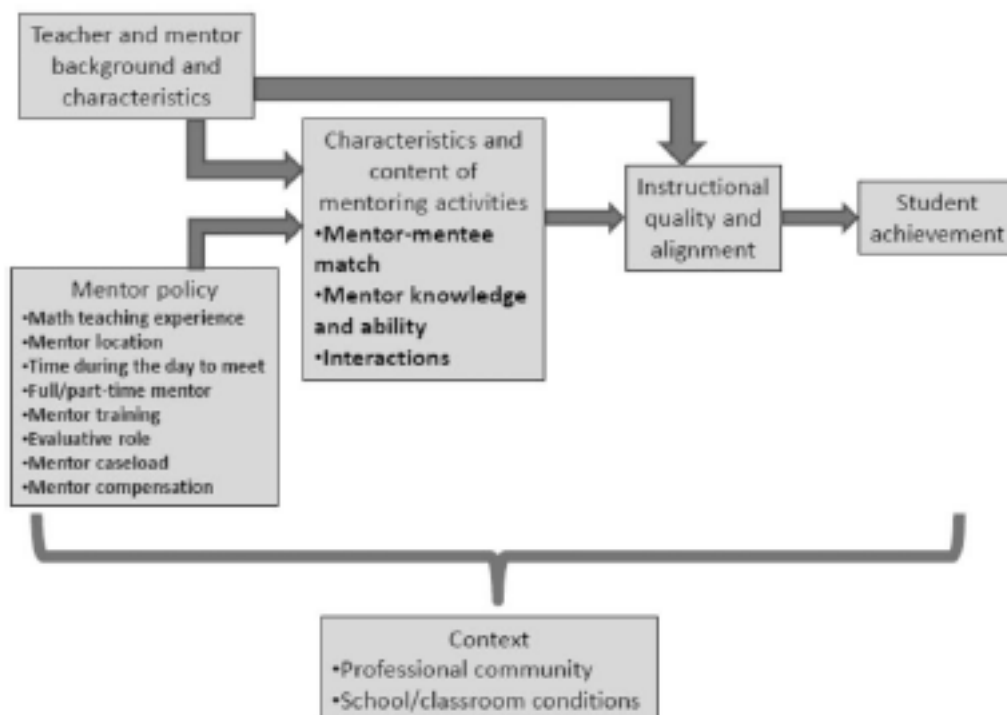 Teacher and mentor
background and
characteristics
Characteristics and
content of
mentoring activities
•Mentor-mentee
match
•Mentor knowledge
and ability
•Interactions
Instructional
quality and
alignment
Student
achievement
Mentor policy
•Math teaching experience
•Mentor location
•Time during the day to meet
•Full/part-time mentor
•Mentor training
•Evaluative role
•Mentor caseload
•Mentor compensation
Context
•Professional community
•School/classroom conditions